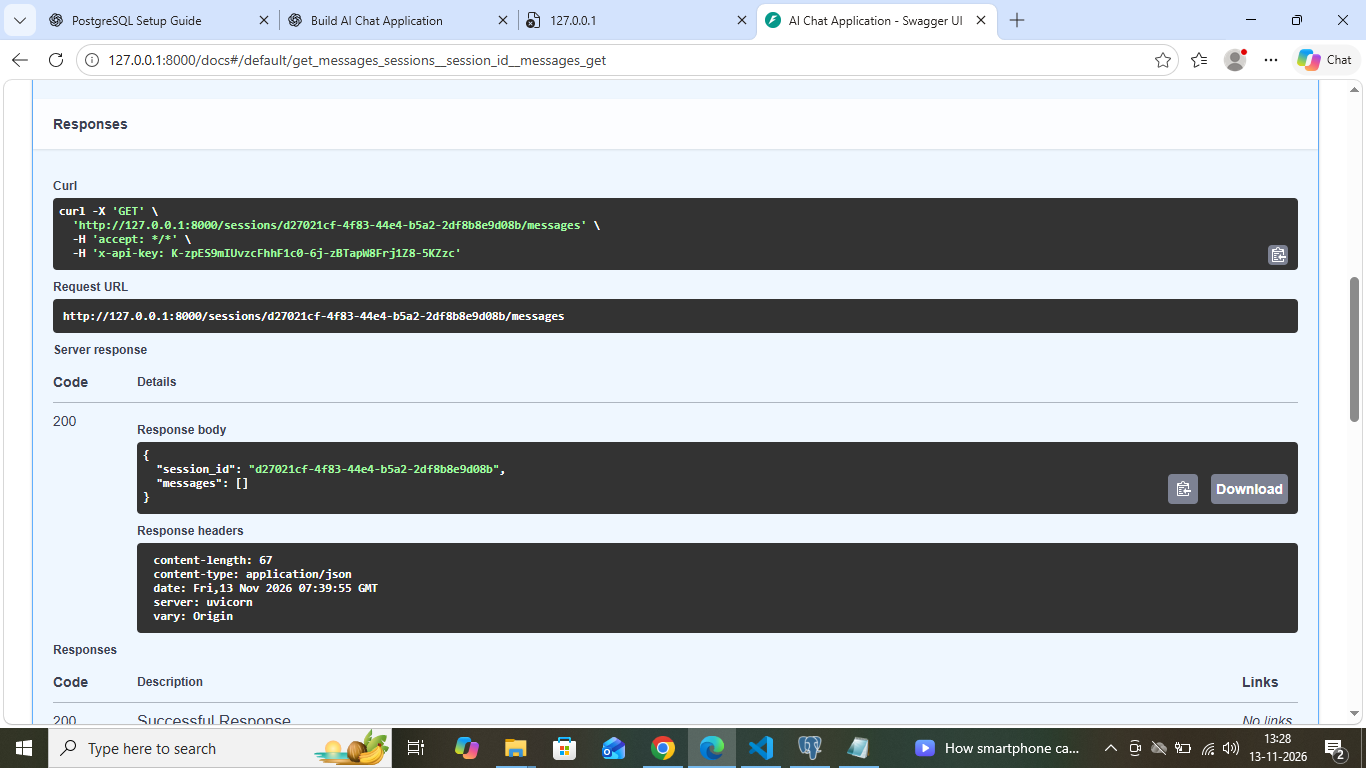 PostgreSQL Setup Guide
Build AI Chat Application
127.0.0.1
AI Chat Application - Swagger UI
127.0.0.1:8000/docs#/default/get_messages_sessions__session_id__messages_get
Chat
Responses
Curl
curl -X 'GET' \
'http://127.0.0.1:8000/sessions/d27021cf-4f83-44e4-b5a2-2df8b8e9d08b/messages' \
-H 'accept: */*' \
-H 'x-api-key: K-zpES9mIUvzcFhhF1c0-6j-zBTapW8Frj1Z8-5KZzc'
Request URL
http://127.0.0.1:8000/sessions/d27021cf-4f83-44e4-b5a2-2df8b8e9d08b/messages
Server response
Code Details
200
Response body
{
"session_id": "d27021cf-4f83-44e4-b5a2-2df8b8e9d08b",
"messages": []
}
Download
Response headers
content-length: 67
content-type: application/json
date: Fri,13 Nov 2026 07:39:55 GMT
server: uvicorn
vary: Origin
Responses
Code Description Links
200 Successful Response No links
Type here to search
How smartphone ca...
13:28
13-11-2026
2